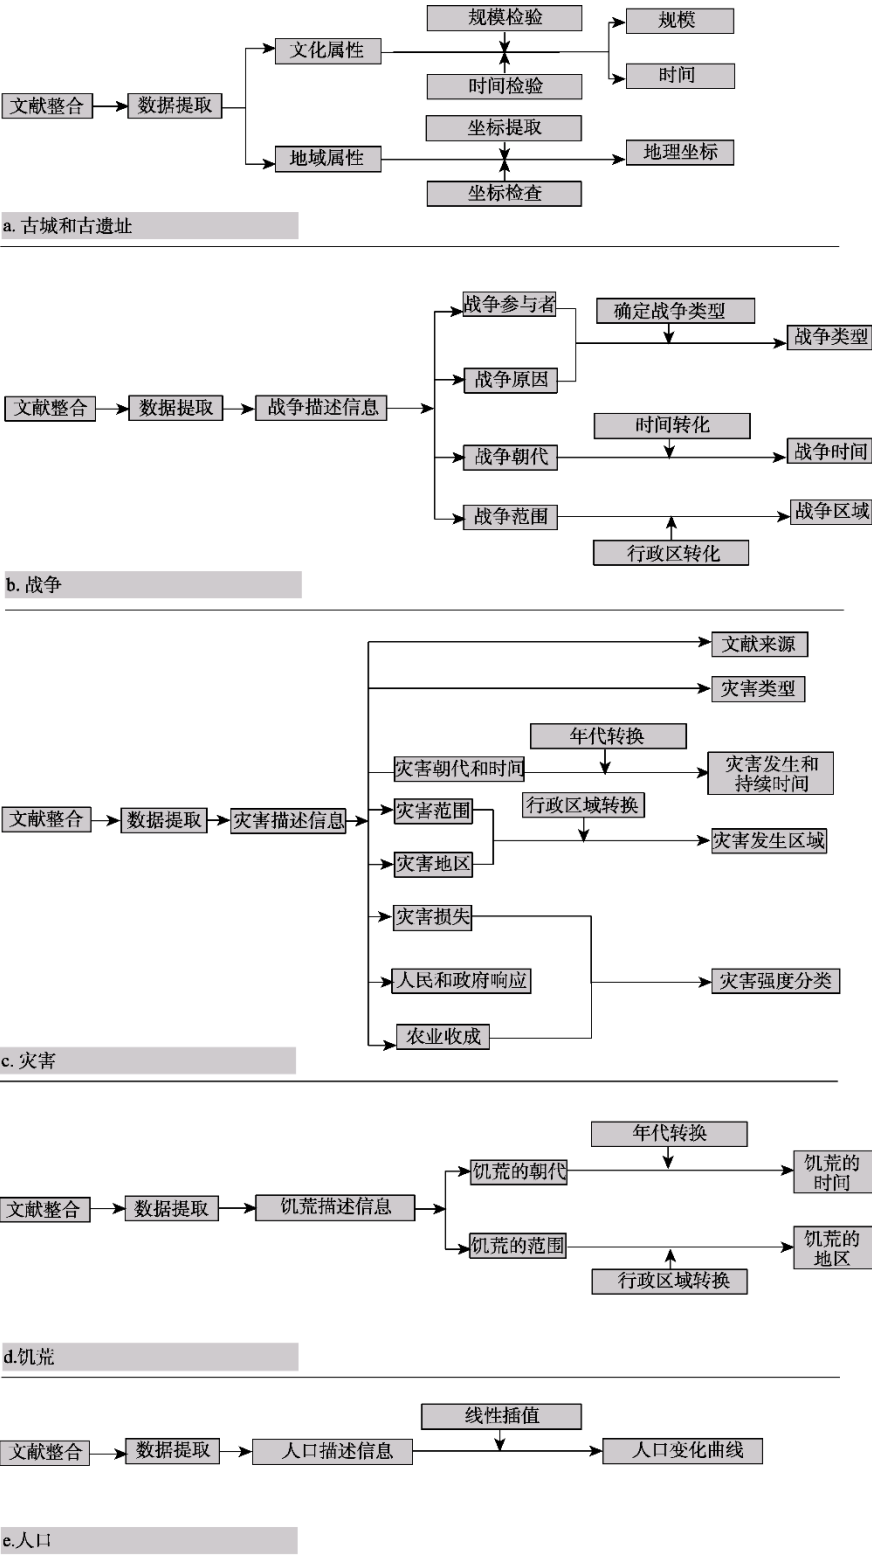 规模检验
规模
文化属性
时间检验
时间
文献整合
数据提取
坐标提取
地域属性
地理坐标
坐标检查
a. 古城和古遗址
战争参与者
确定战争类型
战争类型
战争原因
文献整合
数据提取
战争描述信息
时间转化
战争朝代
战争时间
战争范围
战争区域
行政区转化
b. 战争
文献来源
灾害类型
年代转换
灾害朝代和时间
灾害发生和
持续时间
灾害范围
行政区域转换
文献整合
数据提取
灾害描述信息
灾害发生区域
灾害地区
灾害损失
人民和政府响应
灾害强度分类
农业收成
c. 灾害
年代转换
饥荒的朝代
饥荒的
时间
文献整合
数据提取
饥荒描述信息
饥荒的范围
饥荒的
地区
行政区域转换
d.饥荒
线性插值
文献整合
数据提取
人口描述信息
人口变化曲线
e.人口